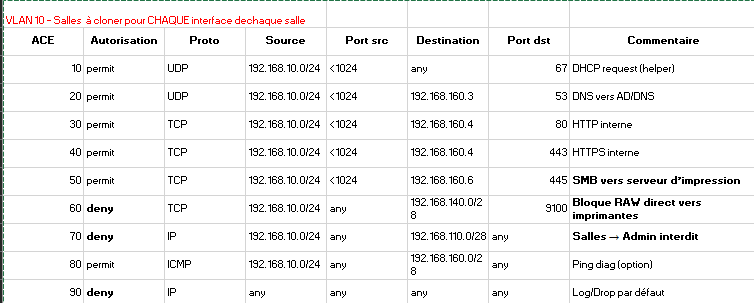 VLAN 10 – Salles à cloner pour CHAQUE interface dechaque salle
ACE Autorisation Proto Source Port src Destination Port dst Commentaire
10 permit UDP 192.168.10.0/24 <1024 any 67 DHCP request (helper)
20 permit UDP 192.168.10.0/24 <1024 192.168.160.3 53 DNS vers AD/DNS
30 permit TCP 192.168.10.0/24 <1024 192.168.160.4 80 HTTP interne
40 permit TCP 192.168.10.0/24 <1024 192.168.160.4 443 HTTPS interne
50 permit TCP 192.168.10.0/24 <1024 192.168.160.6 445 SMB vers serveur d'impression
60 deny TCP 192.168.10.0/24 any 192.168.140.0/2 9100 Bloque RAW direct vers
8 imprimantes
70 deny IP 192.168.10.0/24 any 192.168.110.0/28 any Salles → Admin interdit
80 permit ICMP 192.168.10.0/24 any 192.168.160.0/2 any Ping diag (option)
8
90 deny IP any any any any Log/Drop par défaut